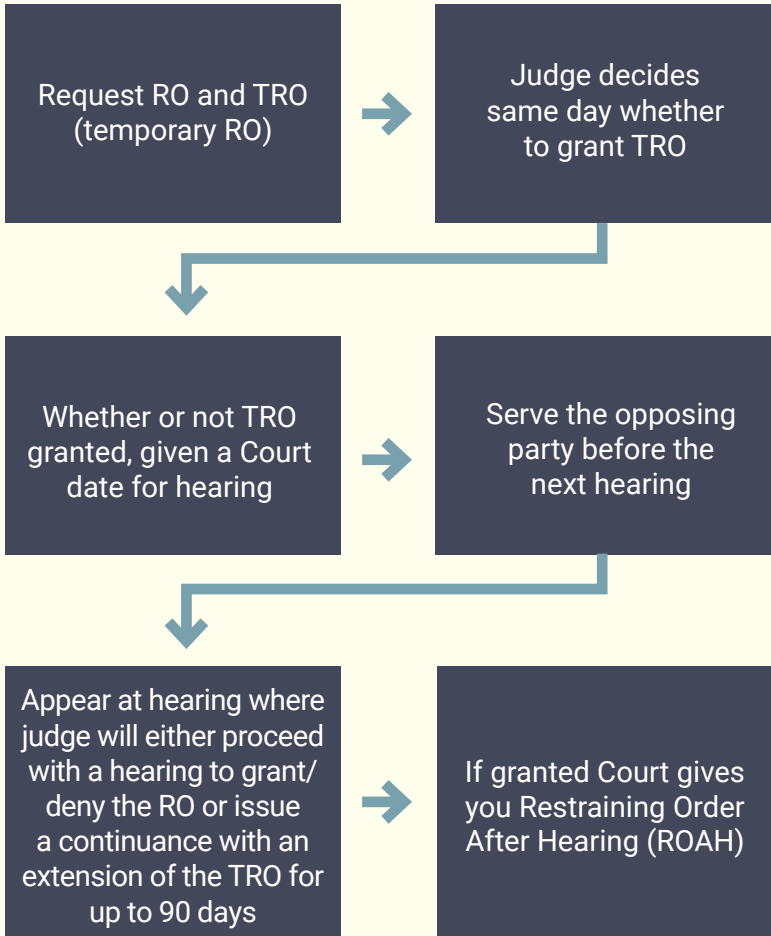 Request RO and TRO
(temporary RO)
Judge decides
same day whether
to grant TRO
Whether or not TRO
granted, given a Court
date for hearing
Serve the opposing
party before the
next hearing
Appear at hearing where
judge will either proceed
with a hearing to grant/
deny the RO or issue
a continuance with an
extension of the TRO for
up to 90 days
If granted Court gives
you Restraining Order
After Hearing (ROAH)